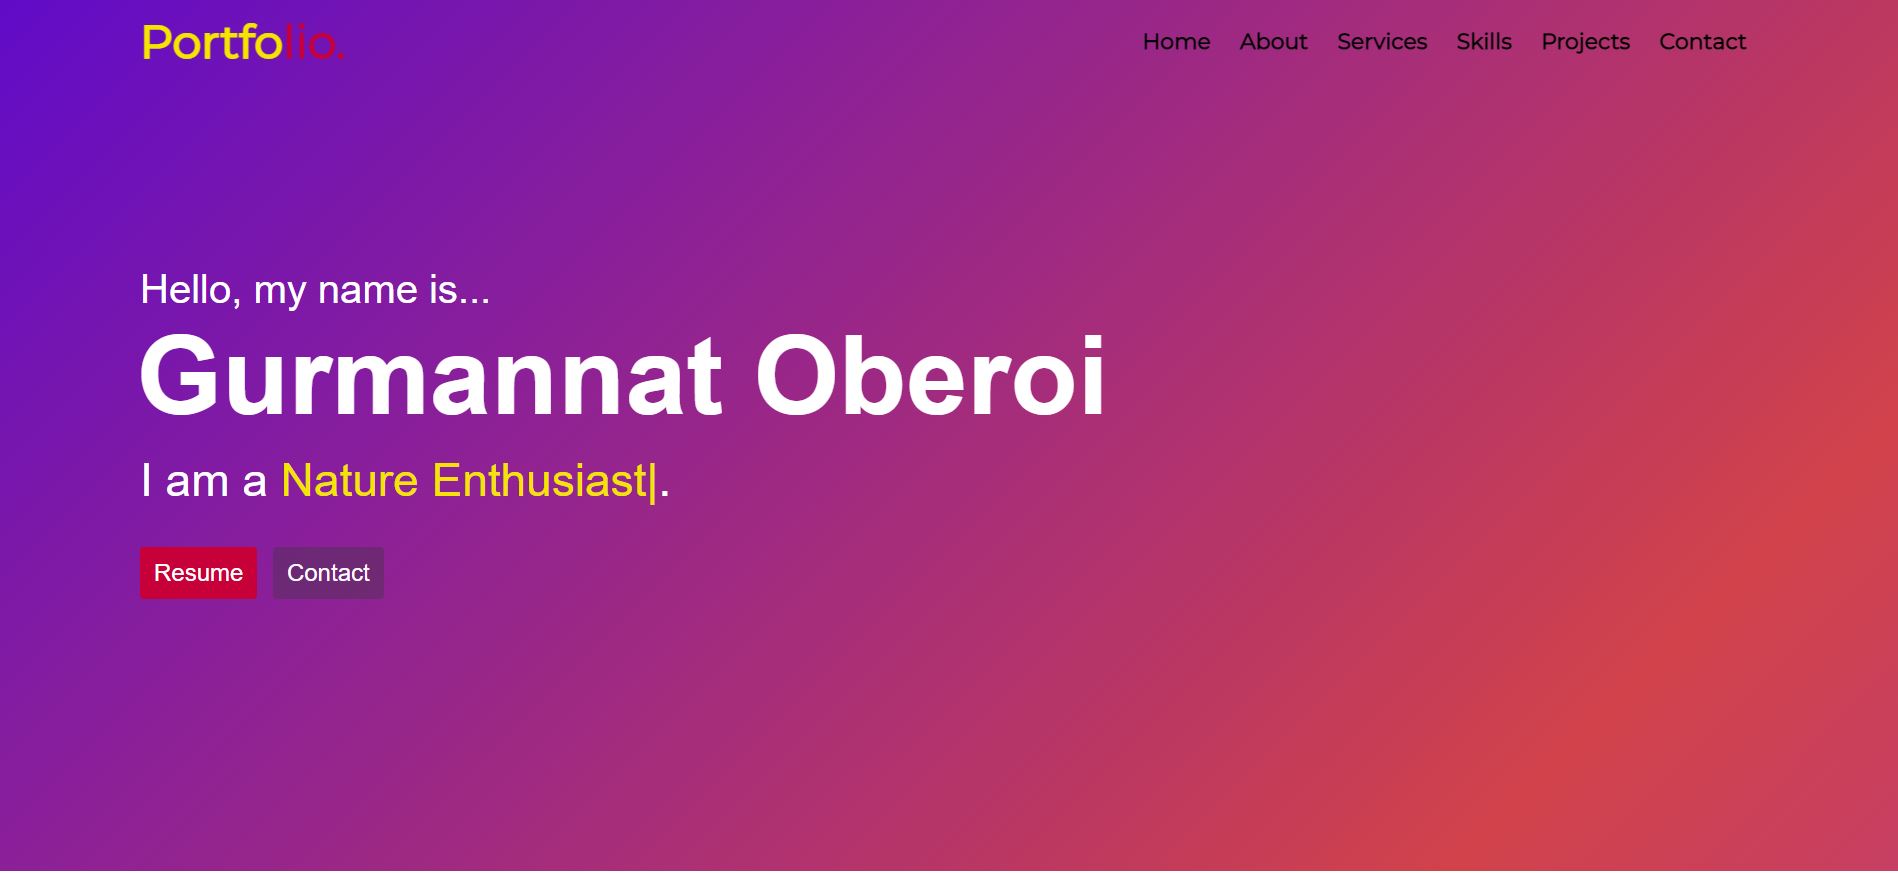 Portfolio.
Home About Services Skills Projects Contact
Hello, my name is...
Gurmannat Oberoi
I am a Nature Enthusiast|.
Resume Contact